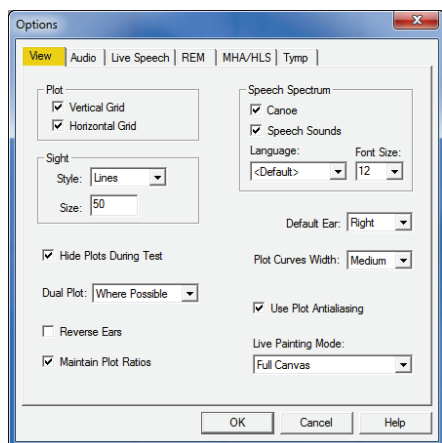 Options
View Audio Live Speech REM MHA/HLS Tymp
Plot
Vertical Grid
Horizontal Grid
Sight
Style: Lines
Size: 50
Hide Plots During Test
Dual Plot: Where Possible
Reverse Ears
Maintain Plot Ratios
Speech Spectrum
Canoe
Speech Sounds
Language: Font Size:
<Default> 12
Default Ear: Right
Plot Curves Width: Medium
Use Plot Antialiasing
Live Painting Mode:
Full Canvas
OK Cancel Help